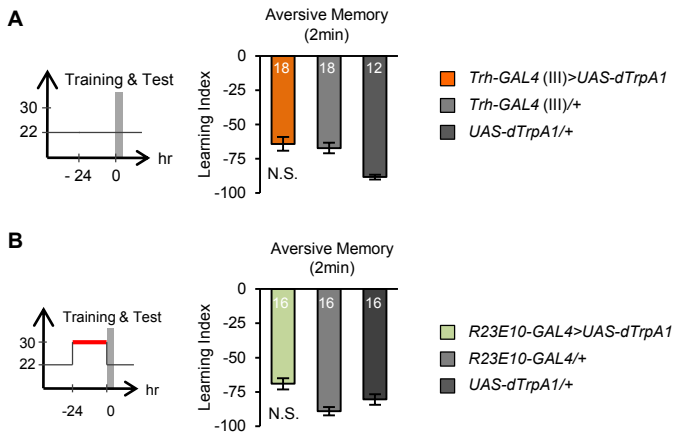 A
Aversive Memory
(2min)
Training & Test
30
22
- 24
0
hr
Learning Index
0
-25
-50
-75
-100
18
18
12
N.S.
Trh-GAL4 (III)>UAS-dTrpA1
Trh-GAL4 (III)/+
UAS-dTrpA1/+
B
Aversive Memory
(2min)
Training & Test
30
22
-24
0
hr
Learning Index
0
-25
-50
-75
-100
16
16
16
N.S.
R23E10-GAL4>UAS-dTrpA1
R23E10-GAL4/+
UAS-dTrpA1/+